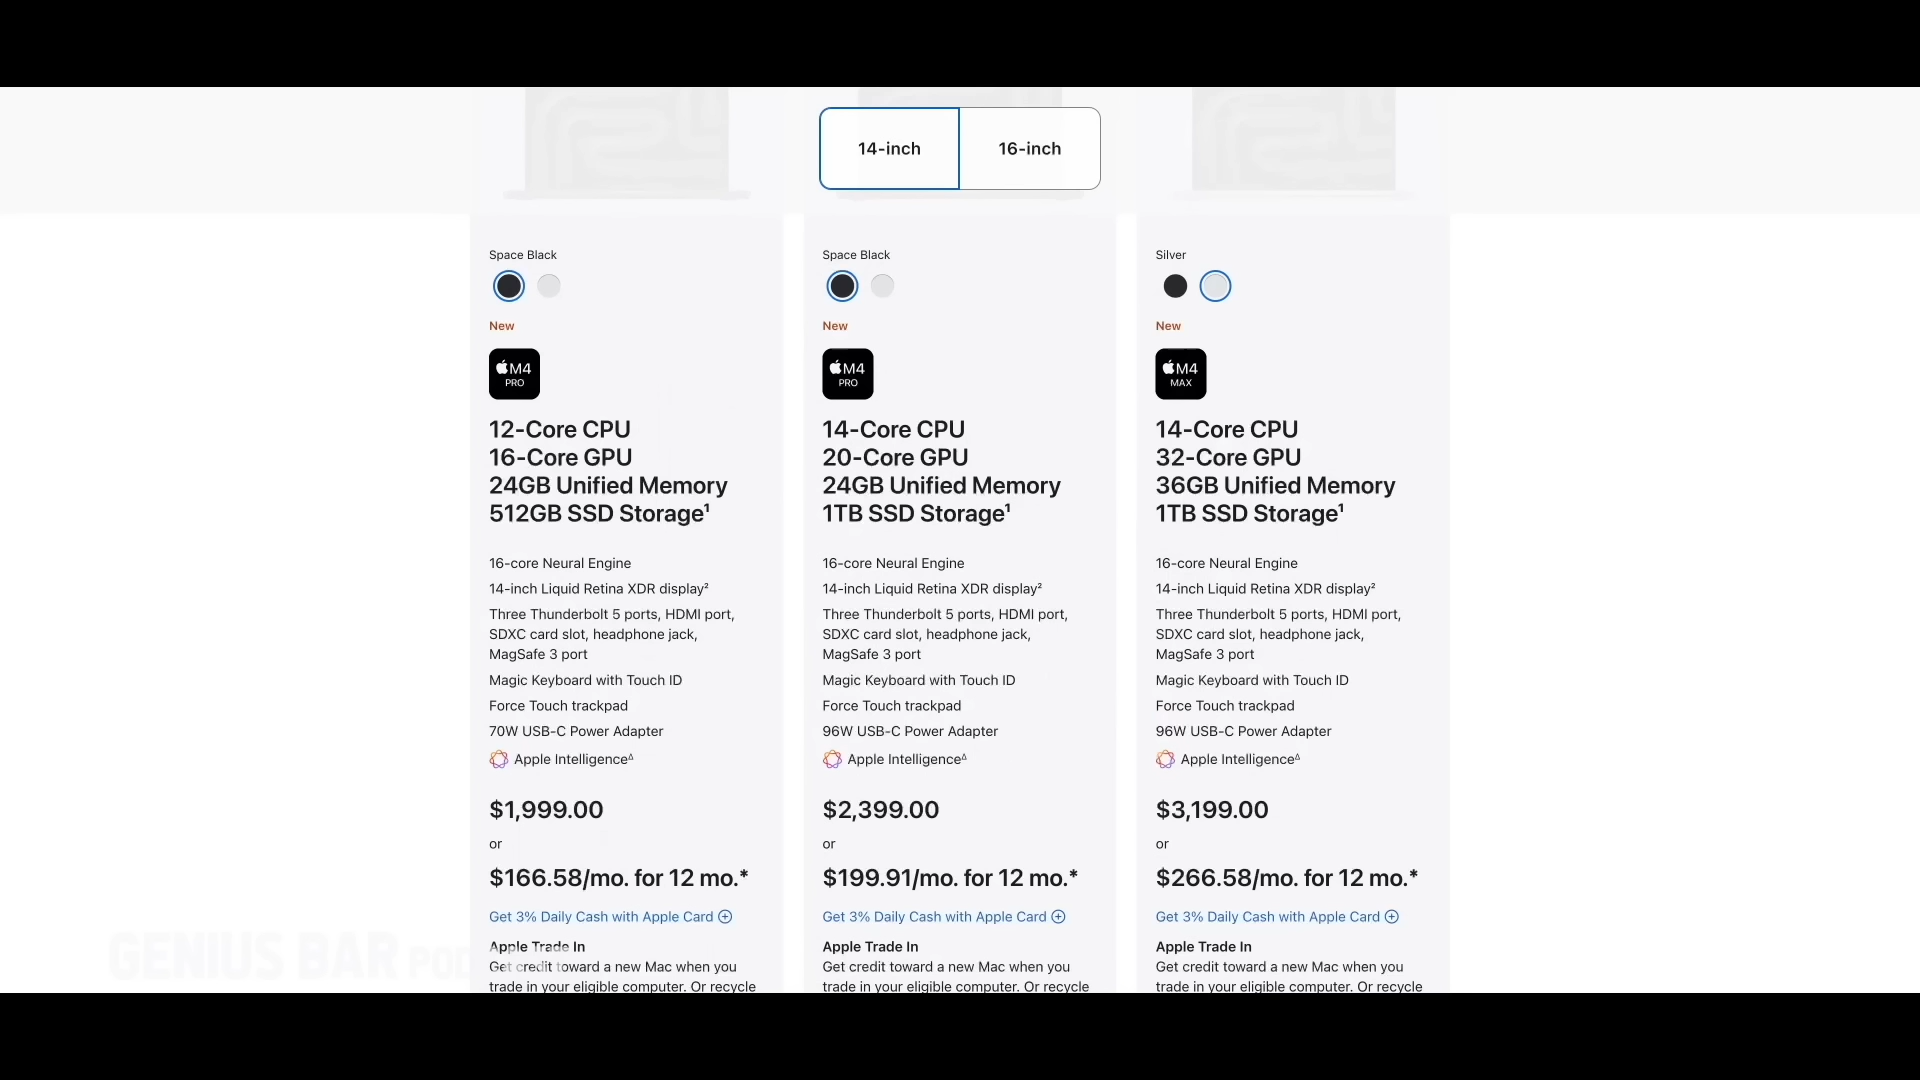 14-inch
16-inch
Space Black
New
M4
PRO
12-Core CPU
16-Core GPU
24GB Unified Memory
512GB SSD Storage¹
16-core Neural Engine
14-inch Liquid Retina XDR display²
Three Thunderbolt 5 ports, HDMI port,
SDXC card slot, headphone jack,
MagSafe 3 port
Magic Keyboard with Touch ID
Force Touch trackpad
70W USB-C Power Adapter
Apple Intelligence∆
$1,999.00
or
$166.58/mo. for 12 mo.*
Get 3% Daily Cash with Apple Card
Apple Trade In
Get credit toward a new Mac when you
trade in your eligible computer. Or recycle
Space Black
New
M4
PRO
14-Core CPU
20-Core GPU
24GB Unified Memory
1TB SSD Storage¹
16-core Neural Engine
14-inch Liquid Retina XDR display²
Three Thunderbolt 5 ports, HDMI port,
SDXC card slot, headphone jack,
MagSafe 3 port
Magic Keyboard with Touch ID
Force Touch trackpad
96W USB-C Power Adapter
Apple Intelligence∆
$2,399.00
or
$199.91/mo. for 12 mo.*
Get 3% Daily Cash with Apple Card
Apple Trade In
Get credit toward a new Mac when you
trade in your eligible computer. Or recycle
Silver
New
M4
MAX
14-Core CPU
32-Core GPU
36GB Unified Memory
1TB SSD Storage¹
16-core Neural Engine
14-inch Liquid Retina XDR display²
Three Thunderbolt 5 ports, HDMI port,
SDXC card slot, headphone jack,
MagSafe 3 port
Magic Keyboard with Touch ID
Force Touch trackpad
96W USB-C Power Adapter
Apple Intelligence∆
$3,199.00
or
$266.58/mo. for 12 mo.*
Get 3% Daily Cash with Apple Card
Apple Trade In
Get credit toward a new Mac when you
trade in your eligible computer. Or recycle
GENIUS BAR